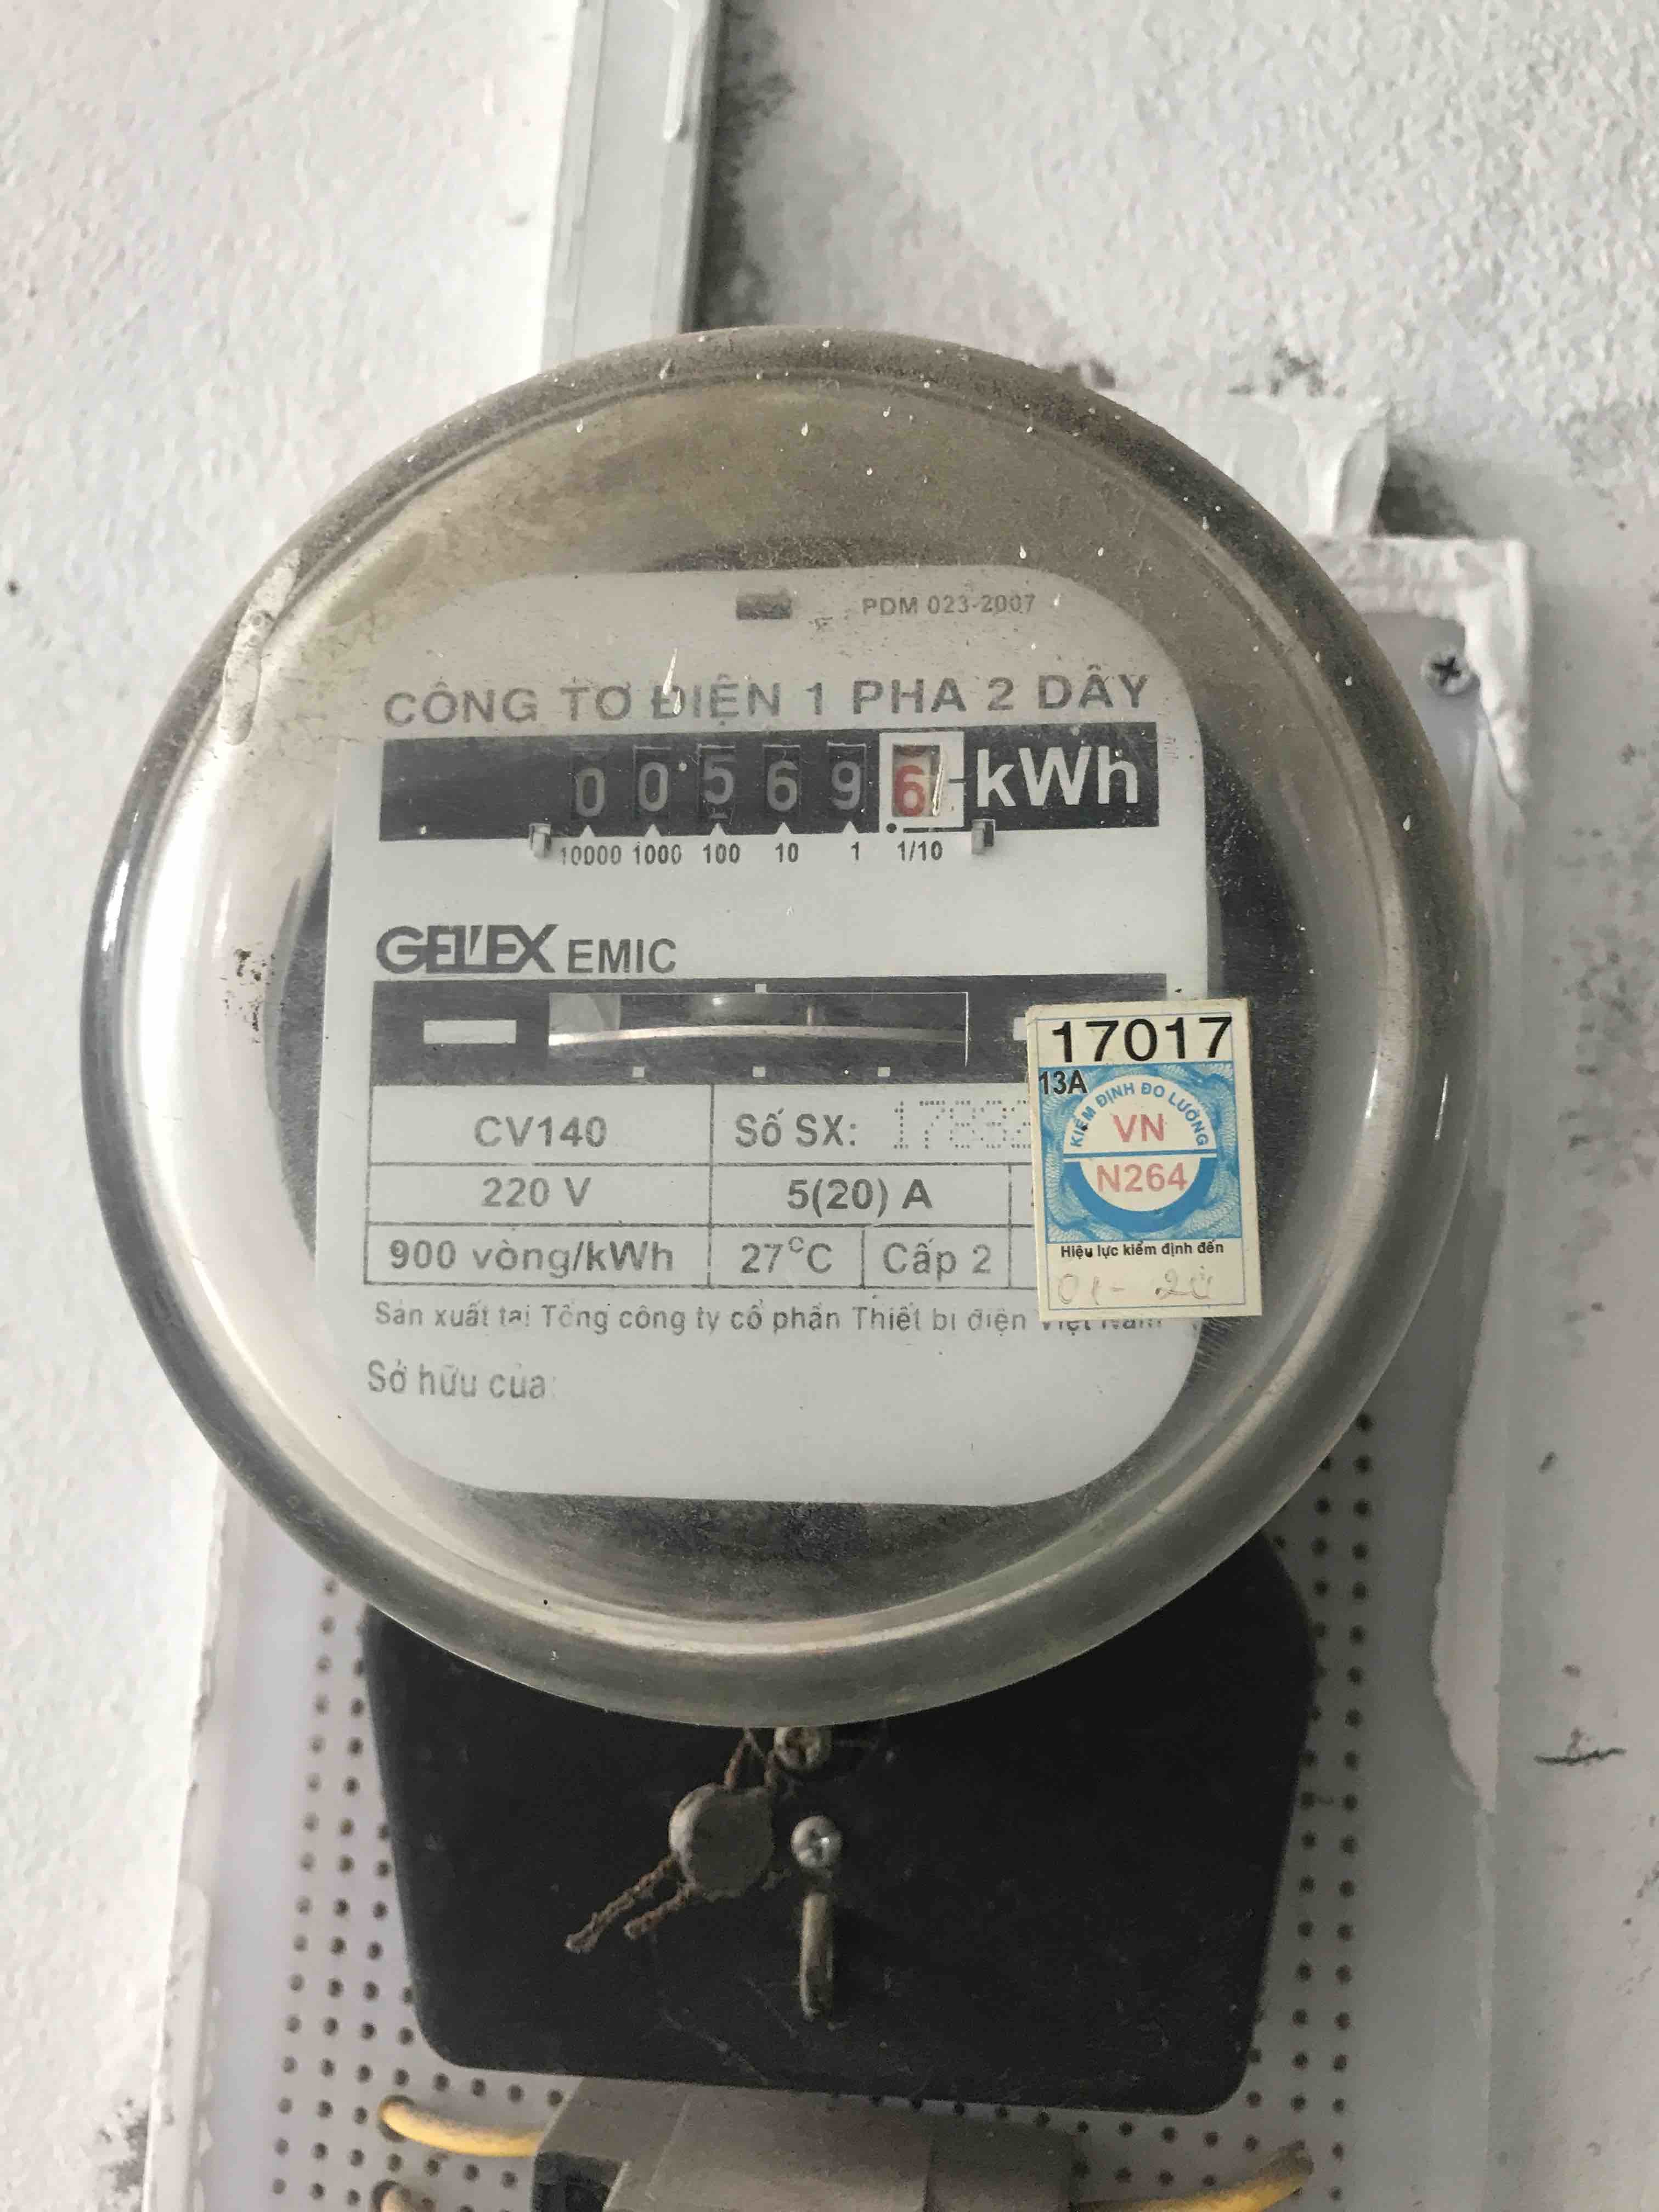 PDM 023-2007
CÔNG TƠ ĐIỆN 1 PHA 2 DÂY
0 0 5 6 9 6 kWh
10000 1000 100 10 1 1/10
GELEX EMIC
17017
13A
KIỂM ĐỊNH ĐO LƯỜNG
VN
N264
Hiệu lực kiểm định đến
CV140 Số SX:
220 V 5(20) A
900 vòng/kWh 27°C Cấp 2
Sản xuất tại Tổng công ty cổ phần Thiết bị điện Việt Nam
Sở hữu của: